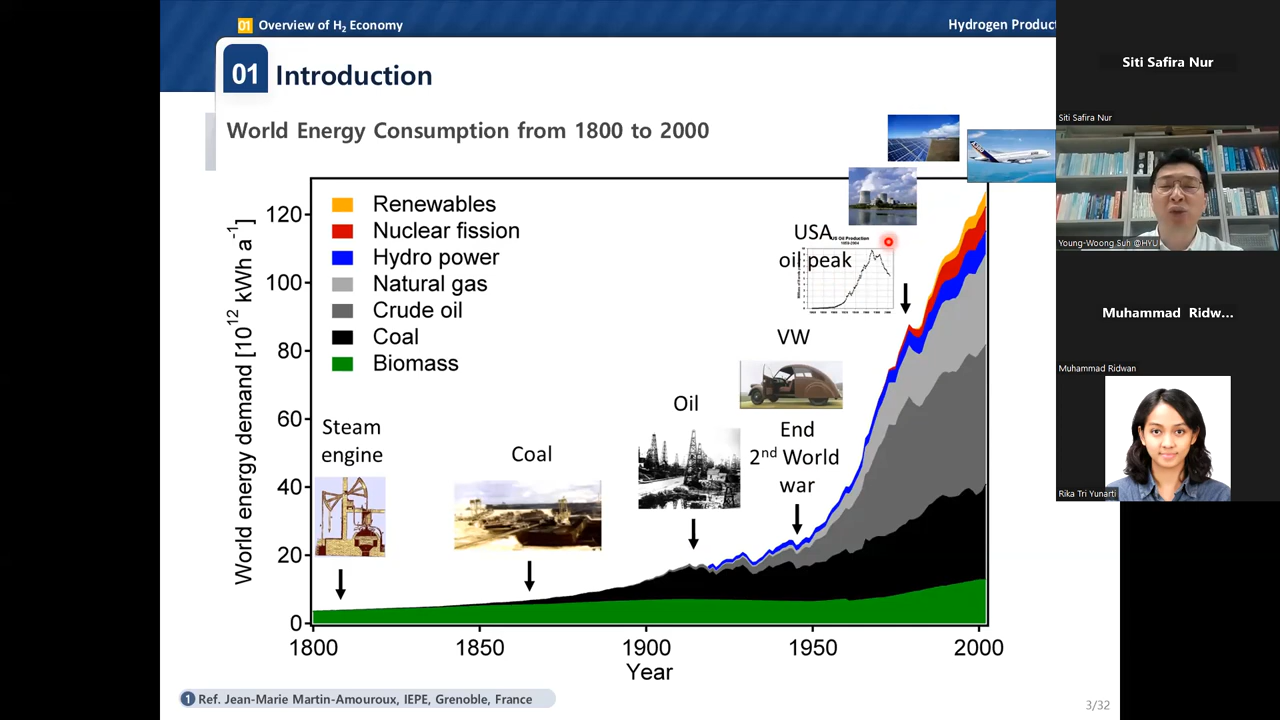 01 Overview of H2 Economy
Hydrogen Produc
01 Introduction
World Energy Consumption from 1800 to 2000
Renewables
Nuclear fission
Hydro power
Natural gas
Crude oil
Coal
Biomass
World energy demand [10^12 kWh a^-1]
120
100
80
60
40
20
0
Steam
engine
Coal
Oil
VW
End
2nd World
war
USA
oil peak
US Oil Production
1800
1850
1900
1950
2000
Year
1 Ref. Jean-Marie Martin-Amouroux, IEPE, Grenoble, France
3/32
Siti Safira Nur
Siti Safira Nur
Young-Woong Suh @HYU
Muhammad Ridw...
Muhammad Ridwan
Rika Tri Yunarti